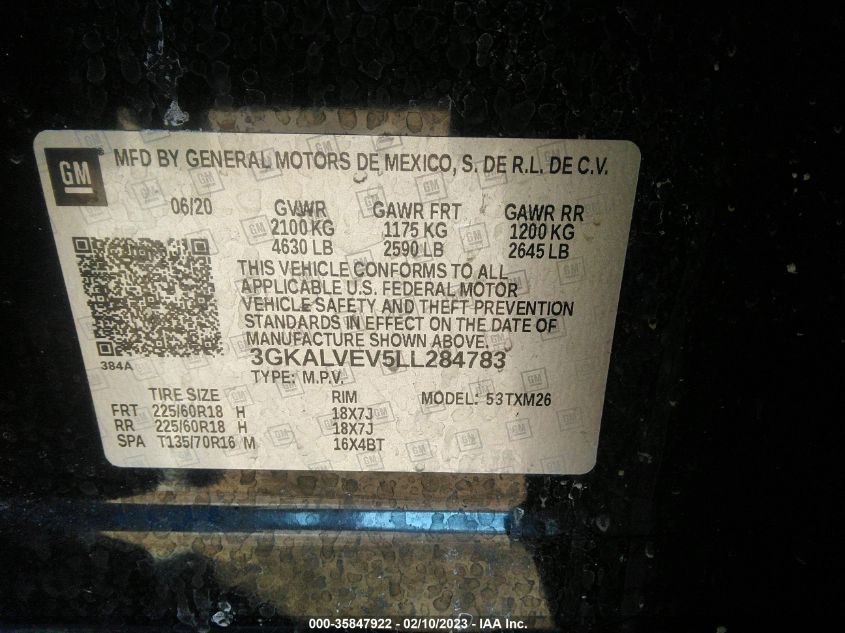 GM MFD BY GENERAL MOTORS DE MEXICO, S. DE R.L. DE C.V.
06/20 GVWR GAWR FRT GAWR RR
2100 KG 1175 KG 1200 KG
4630 LB 2590 LB 2645 LB
THIS VEHICLE CONFORMS TO ALL
APPLICABLE U.S. FEDERAL MOTOR
VEHICLE SAFETY AND THEFT PREVENTION
STANDARDS IN EFFECT ON THE DATE OF
MANUFACTURE SHOWN ABOVE.
384A 3GKALVEV5LL284783
TYPE: M.P.V.
TIRE SIZE RIM MODEL: 53TXM26
FRT 225/60R18 H 18X7J
RR 225/60R18 H 18X7J
SPA T135/70R16 M 16X4BT
000-35847922 - 02/10/2023 - IAA Inc.